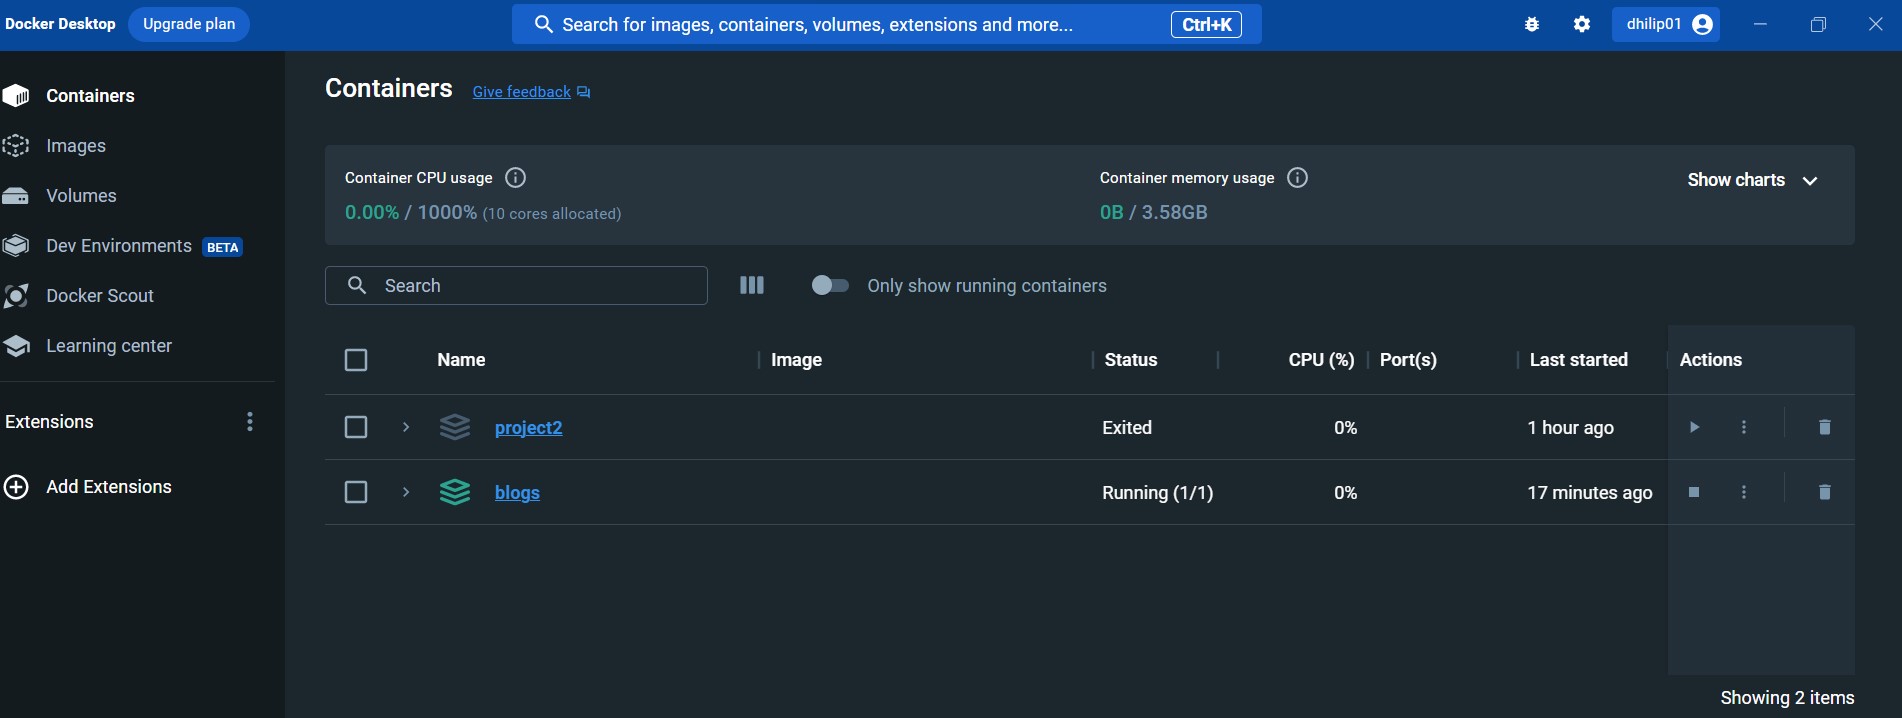 Docker Desktop Upgrade plan Search for images, containers, volumes, extensions and more... Ctrl+K dhilip01
Containers
Images
Volumes
Dev Environments BETA
Docker Scout
Learning center
Extensions
Add Extensions
Containers Give feedback
Container CPU usage Container memory usage Show charts
0.00% / 1000% (10 cores allocated) 0B / 3.58GB
Search Only show running containers
Name Image Status CPU (%) Port(s) Last started Actions
project2 Exited 0% 1 hour ago
blogs Running (1/1) 0% 17 minutes ago
Showing 2 items